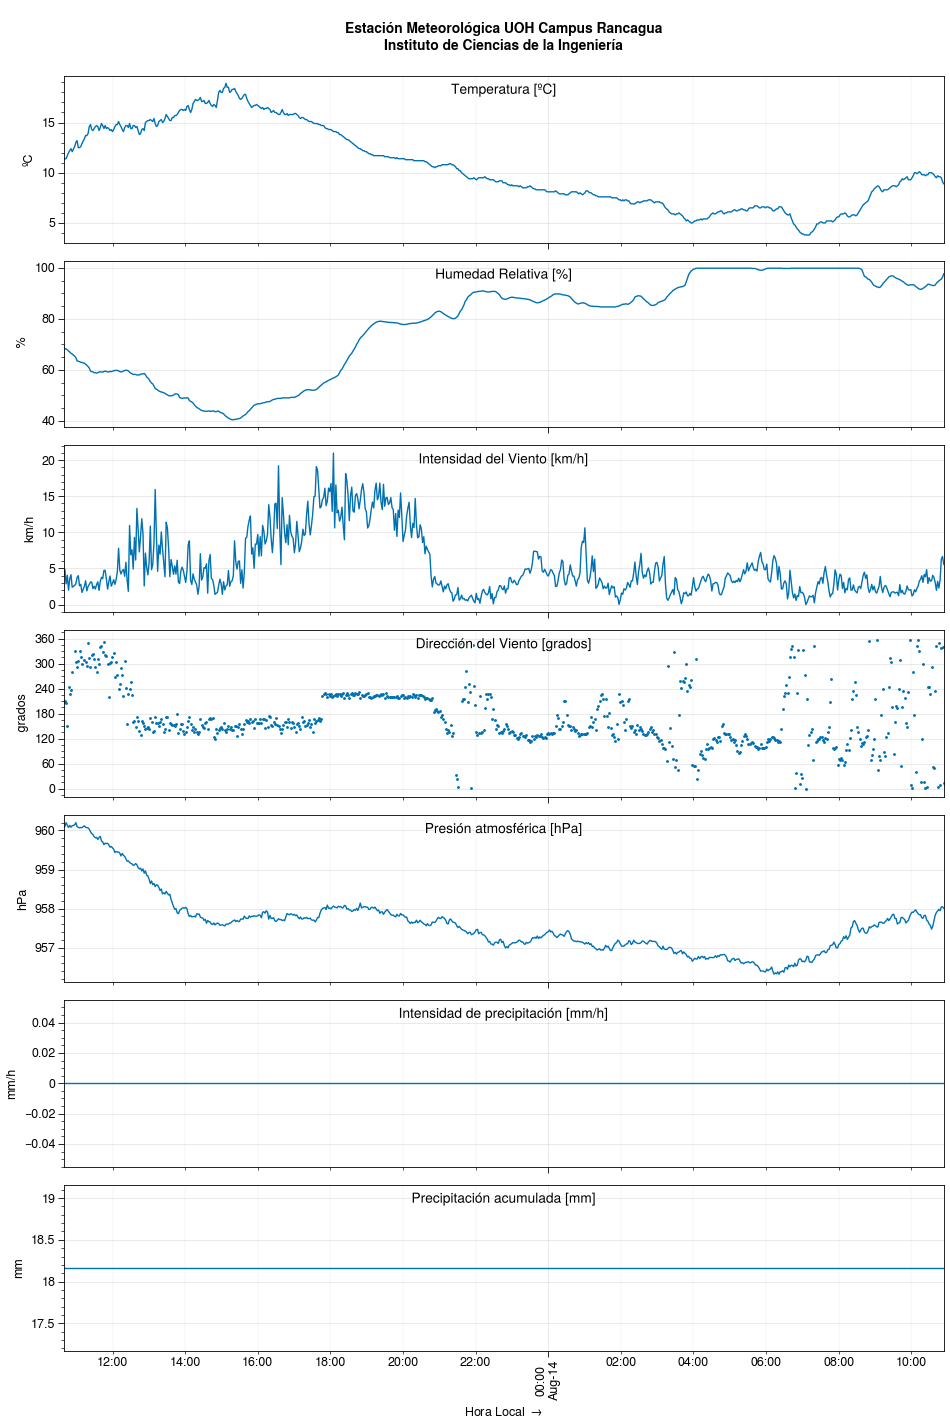 Estación Meteorológica UOH Campus Rancagua
Instituto de Ciencias de la Ingeniería
Temperatura [ºC]
15
10
5
ºC
Humedad Relativa [%]
100
80
60
40
%
Intensidad del Viento [km/h]
20
15
10
5
0
km/h
Dirección del Viento [grados]
360
300
240
180
120
60
0
grados
Presión atmosférica [hPa]
960
959
958
957
hPa
Intensidad de precipitación [mm/h]
0.04
0.02
0
−0.02
−0.04
mm/h
Precipitación acumulada [mm]
19
18.5
18
17.5
mm
12:00 14:00 16:00 18:00 20:00 22:00 00:00 02:00 04:00 06:00 08:00 10:00
Aug-14
Hora Local →